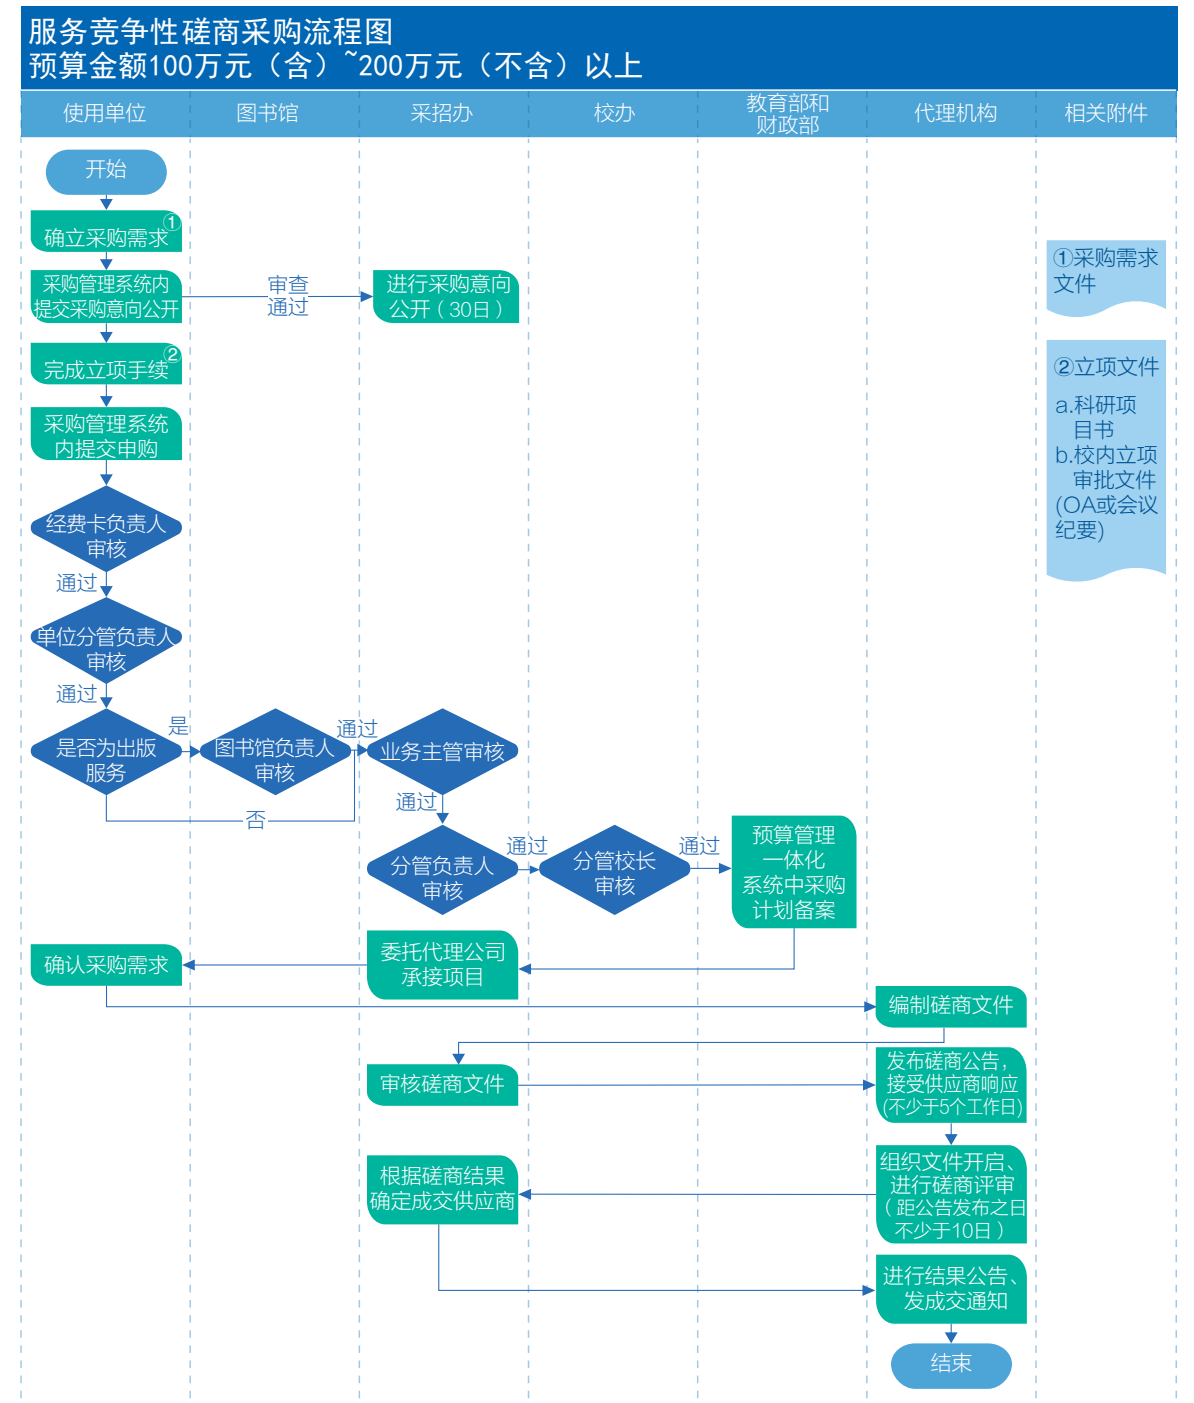 服务竞争性磋商采购流程图
预算金额100万元（含）~200万元（不含）以上
使用单位
图书馆
采招办
校办
教育部和
财政部
代理机构
相关附件
开始
确立采购需求①
采购管理系统内
提交采购意向公开
审查
通过
进行采购意向
公开（30日）
①采购需求
文件
完成立项手续②
采购管理系统
内提交申购
②立项文件
a.科研项
目书
b.校内立项
审批文件
(OA或会议
纪要)
经费卡负责人
审核
通过
单位分管负责人
审核
通过
是否为出版
服务
是
否
图书馆负责人
审核
通过
业务主管审核
通过
分管负责人
审核
通过
分管校长
审核
通过
预算管理
一体化
系统中采购
计划备案
委托代理公司
承接项目
确认采购需求
编制磋商文件
审核磋商文件
发布磋商公告，
接受供应商响应
(不少于5个工作日)
组织文件开启、
进行磋商评审
（距公告发布之日
不少于10日）
根据磋商结果
确定成交供应商
进行结果公告、
发成交通知
结束